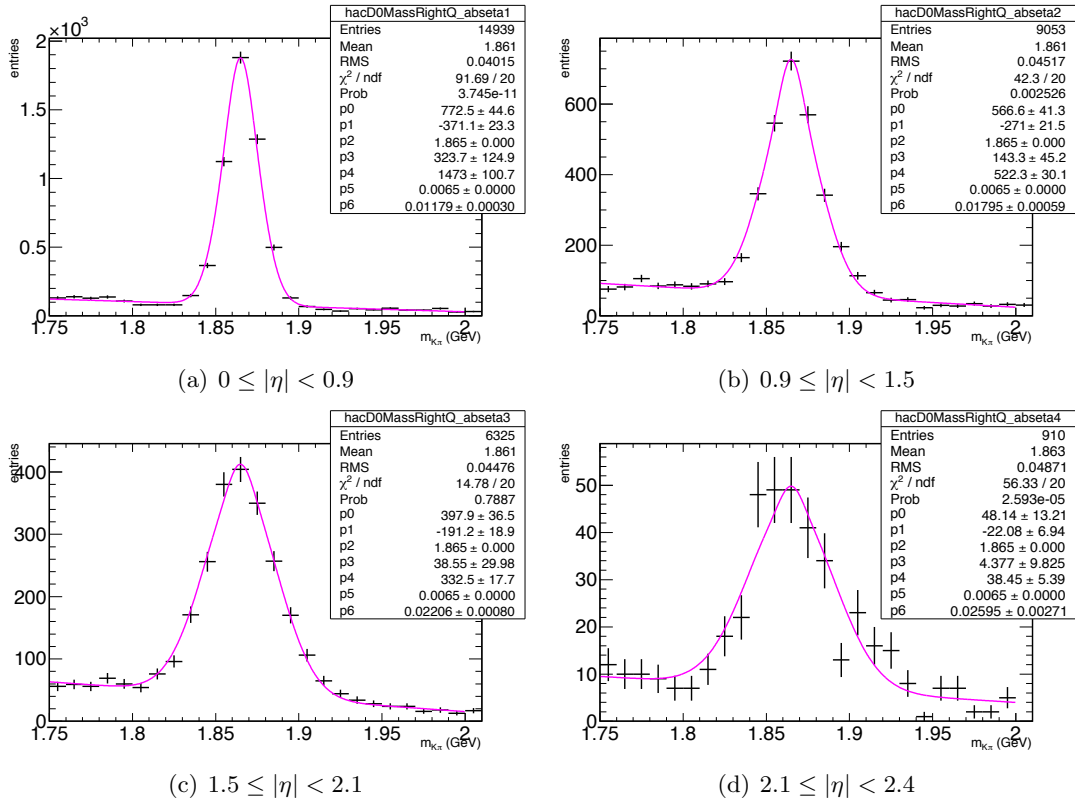 hacD0MassRightQ_abseta1
Entries 14939
Mean 1.861
RMS 0.04015
χ² / ndf 91.69 / 20
Prob 3.745e-11
p0 772.5 ± 44.6
p1 -371.1 ± 23.3
p2 1.865 ± 0.000
p3 323.7 ± 124.9
p4 1473 ± 100.7
p5 0.0065 ± 0.0000
p6 0.01179 ± 0.00030
×10³
entries
2
1.5
1
0.5
0
1.75 1.8 1.85 1.9 1.95 2
m_Kπ (GeV)
(a) 0 ≤ |η| < 0.9
hacD0MassRightQ_abseta2
Entries 9053
Mean 1.861
RMS 0.04517
χ² / ndf 42.3 / 20
Prob 0.002526
p0 566.6 ± 41.3
p1 -271 ± 21.5
p2 1.865 ± 0.000
p3 143.3 ± 45.2
p4 522.3 ± 30.1
p5 0.0065 ± 0.0000
p6 0.01795 ± 0.00059
entries
600
400
200
0
1.75 1.8 1.85 1.9 1.95 2
m_Kπ (GeV)
(b) 0.9 ≤ |η| < 1.5
hacD0MassRightQ_abseta3
Entries 6325
Mean 1.861
RMS 0.04476
χ² / ndf 14.78 / 20
Prob 0.7887
p0 397.9 ± 36.5
p1 -191.2 ± 18.9
p2 1.865 ± 0.000
p3 38.55 ± 29.98
p4 332.5 ± 17.7
p5 0.0065 ± 0.0000
p6 0.02206 ± 0.00080
entries
400
300
200
100
0
1.75 1.8 1.85 1.9 1.95 2
m_Kπ (GeV)
(c) 1.5 ≤ |η| < 2.1
hacD0MassRightQ_abseta4
Entries 910
Mean 1.863
RMS 0.04871
χ² / ndf 56.33 / 20
Prob 2.593e-05
p0 48.14 ± 13.21
p1 -22.08 ± 6.94
p2 1.865 ± 0.000
p3 4.377 ± 9.825
p4 38.45 ± 5.39
p5 0.0065 ± 0.0000
p6 0.02595 ± 0.00271
entries
50
40
30
20
10
0
1.75 1.8 1.85 1.9 1.95 2
m_Kπ (GeV)
(d) 2.1 ≤ |η| < 2.4